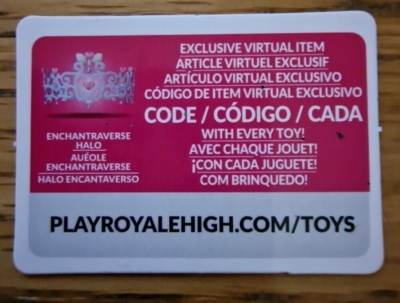 EXCLUSIVE VIRTUAL ITEM
ARTICLE VIRTUEL EXCLUSIF
ARTÍCULO VIRTUAL EXCLUSIVO
CÓDIGO DE ITEM VIRTUAL EXCLUSIVO
CODE / CÓDIGO / CADA
WITH EVERY TOY!
AVEC CHAQUE JOUET!
¡CON CADA JUGUETE!
COM BRINQUEDO!
ENCHANTRAVERSE
HALO
AUÉOLE
ENCHANTRAVERSE
HALO ENCANTAVERSO
PLAYROYALEHIGH.COM/TOYS